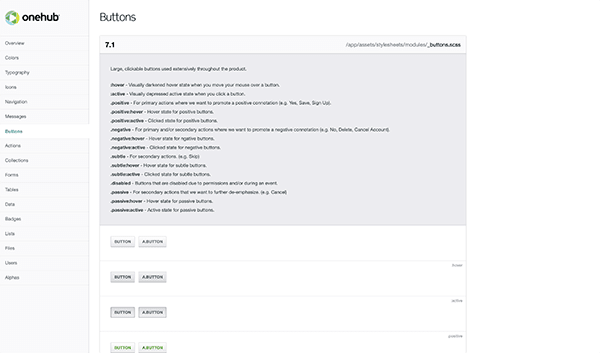 onehub
Overview
Colors
Typography
Icons
Navigation
Messages
Buttons
Actions
Collections
Forms
Tables
Data
Badges
Lists
Files
Users
Alphas
Buttons
7.1
/app/assets/stylesheets/modules/_buttons.scss
Large, clickable buttons used extensively throughout the product.
:hover - Visually darkened hover state when you move your mouse over a button.
:active - Visually depressed active state when you click a button.
.positive - For primary actions where we want to promote a positive connotation (e.g. Yes, Save, Sign Up).
.positive:hover - Hover state for positive buttons.
.positive:active - Clicked state for positive buttons.
.negative - For primary and/or secondary actions where we want to promote a negative connotation (e.g. No, Delete, Cancel Account).
.negative:hover - Hover state for ngative buttons.
.negative:active - Clicked state for negative buttons.
.subtle - For secondary actions. (e.g. Skip)
.subtle:hover - Hover state for subtle buttons.
.subtle:active - Clicked state for subtle buttons.
.disabled - Buttons that are disabled due to permissions and/or during an event.
.passive - For secondary actions that we want to further de-emphasize. (e.g. Cancel)
.passive:hover - Hover state for passive buttons.
.passive:active - Active state for passive buttons.
BUTTON A.BUTTON
:hover
BUTTON A.BUTTON
:active
BUTTON A.BUTTON
.positive
BUTTON A.BUTTON